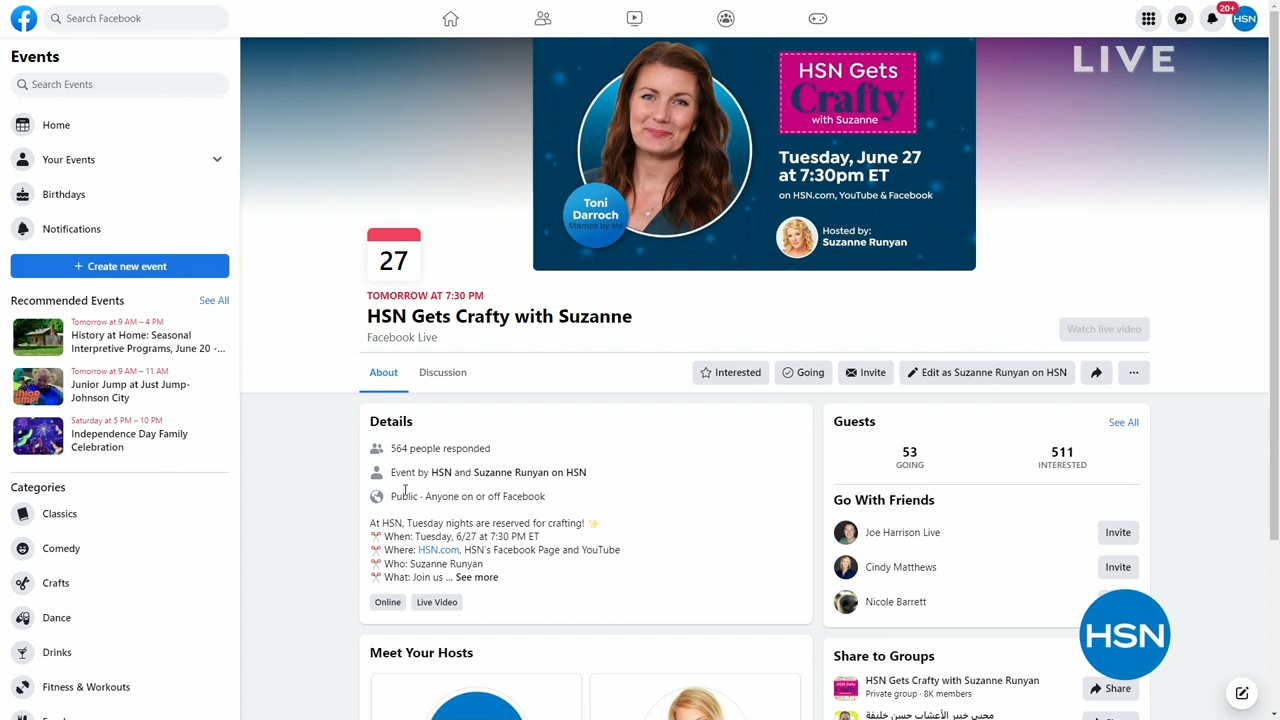 Search Facebook
20+
HSN
Events
Search Events
Home
Your Events
Birthdays
Notifications
+ Create new event
Recommended Events
See All
Tomorrow at 9 AM – 4 PM
History at Home: Seasonal
Interpretive Programs, June 20 -...
Tomorrow at 9 AM – 11 AM
Junior Jump at Just Jump-
Johnson City
Saturday at 5 PM – 10 PM
Independence Day Family
Celebration
Categories
Classics
Comedy
Crafts
Dance
Drinks
Fitness & Workouts
LIVE
HSN Gets
Crafty
with Suzanne
Tuesday, June 27
at 7:30pm ET
on HSN.com, YouTube & Facebook
Toni
Darroch
Stamps by Me
Hosted by:
Suzanne Runyan
27
TOMORROW AT 7:30 PM
HSN Gets Crafty with Suzanne
Facebook Live
Watch live video
About
Discussion
Interested
Going
Invite
Edit as Suzanne Runyan on HSN
...
Details
564 people responded
Event by HSN and Suzanne Runyan on HSN
Public · Anyone on or off Facebook
At HSN, Tuesday nights are reserved for crafting! ✨
✂️ When: Tuesday, 6/27 at 7:30 PM ET
✂️ Where: HSN.com, HSN's Facebook Page and YouTube
✂️ Who: Suzanne Runyan
✂️ What: Join us ... See more
Online
Live Video
Meet Your Hosts
Guests
See All
53
GOING
511
INTERESTED
Go With Friends
Joe Harrison Live
Invite
Cindy Matthews
Invite
Nicole Barrett
HSN
Share to Groups
HSN Gets Crafty with Suzanne Runyan
Private group · 8K members
Share
محبي خبير الأعشاب حسن خليفة